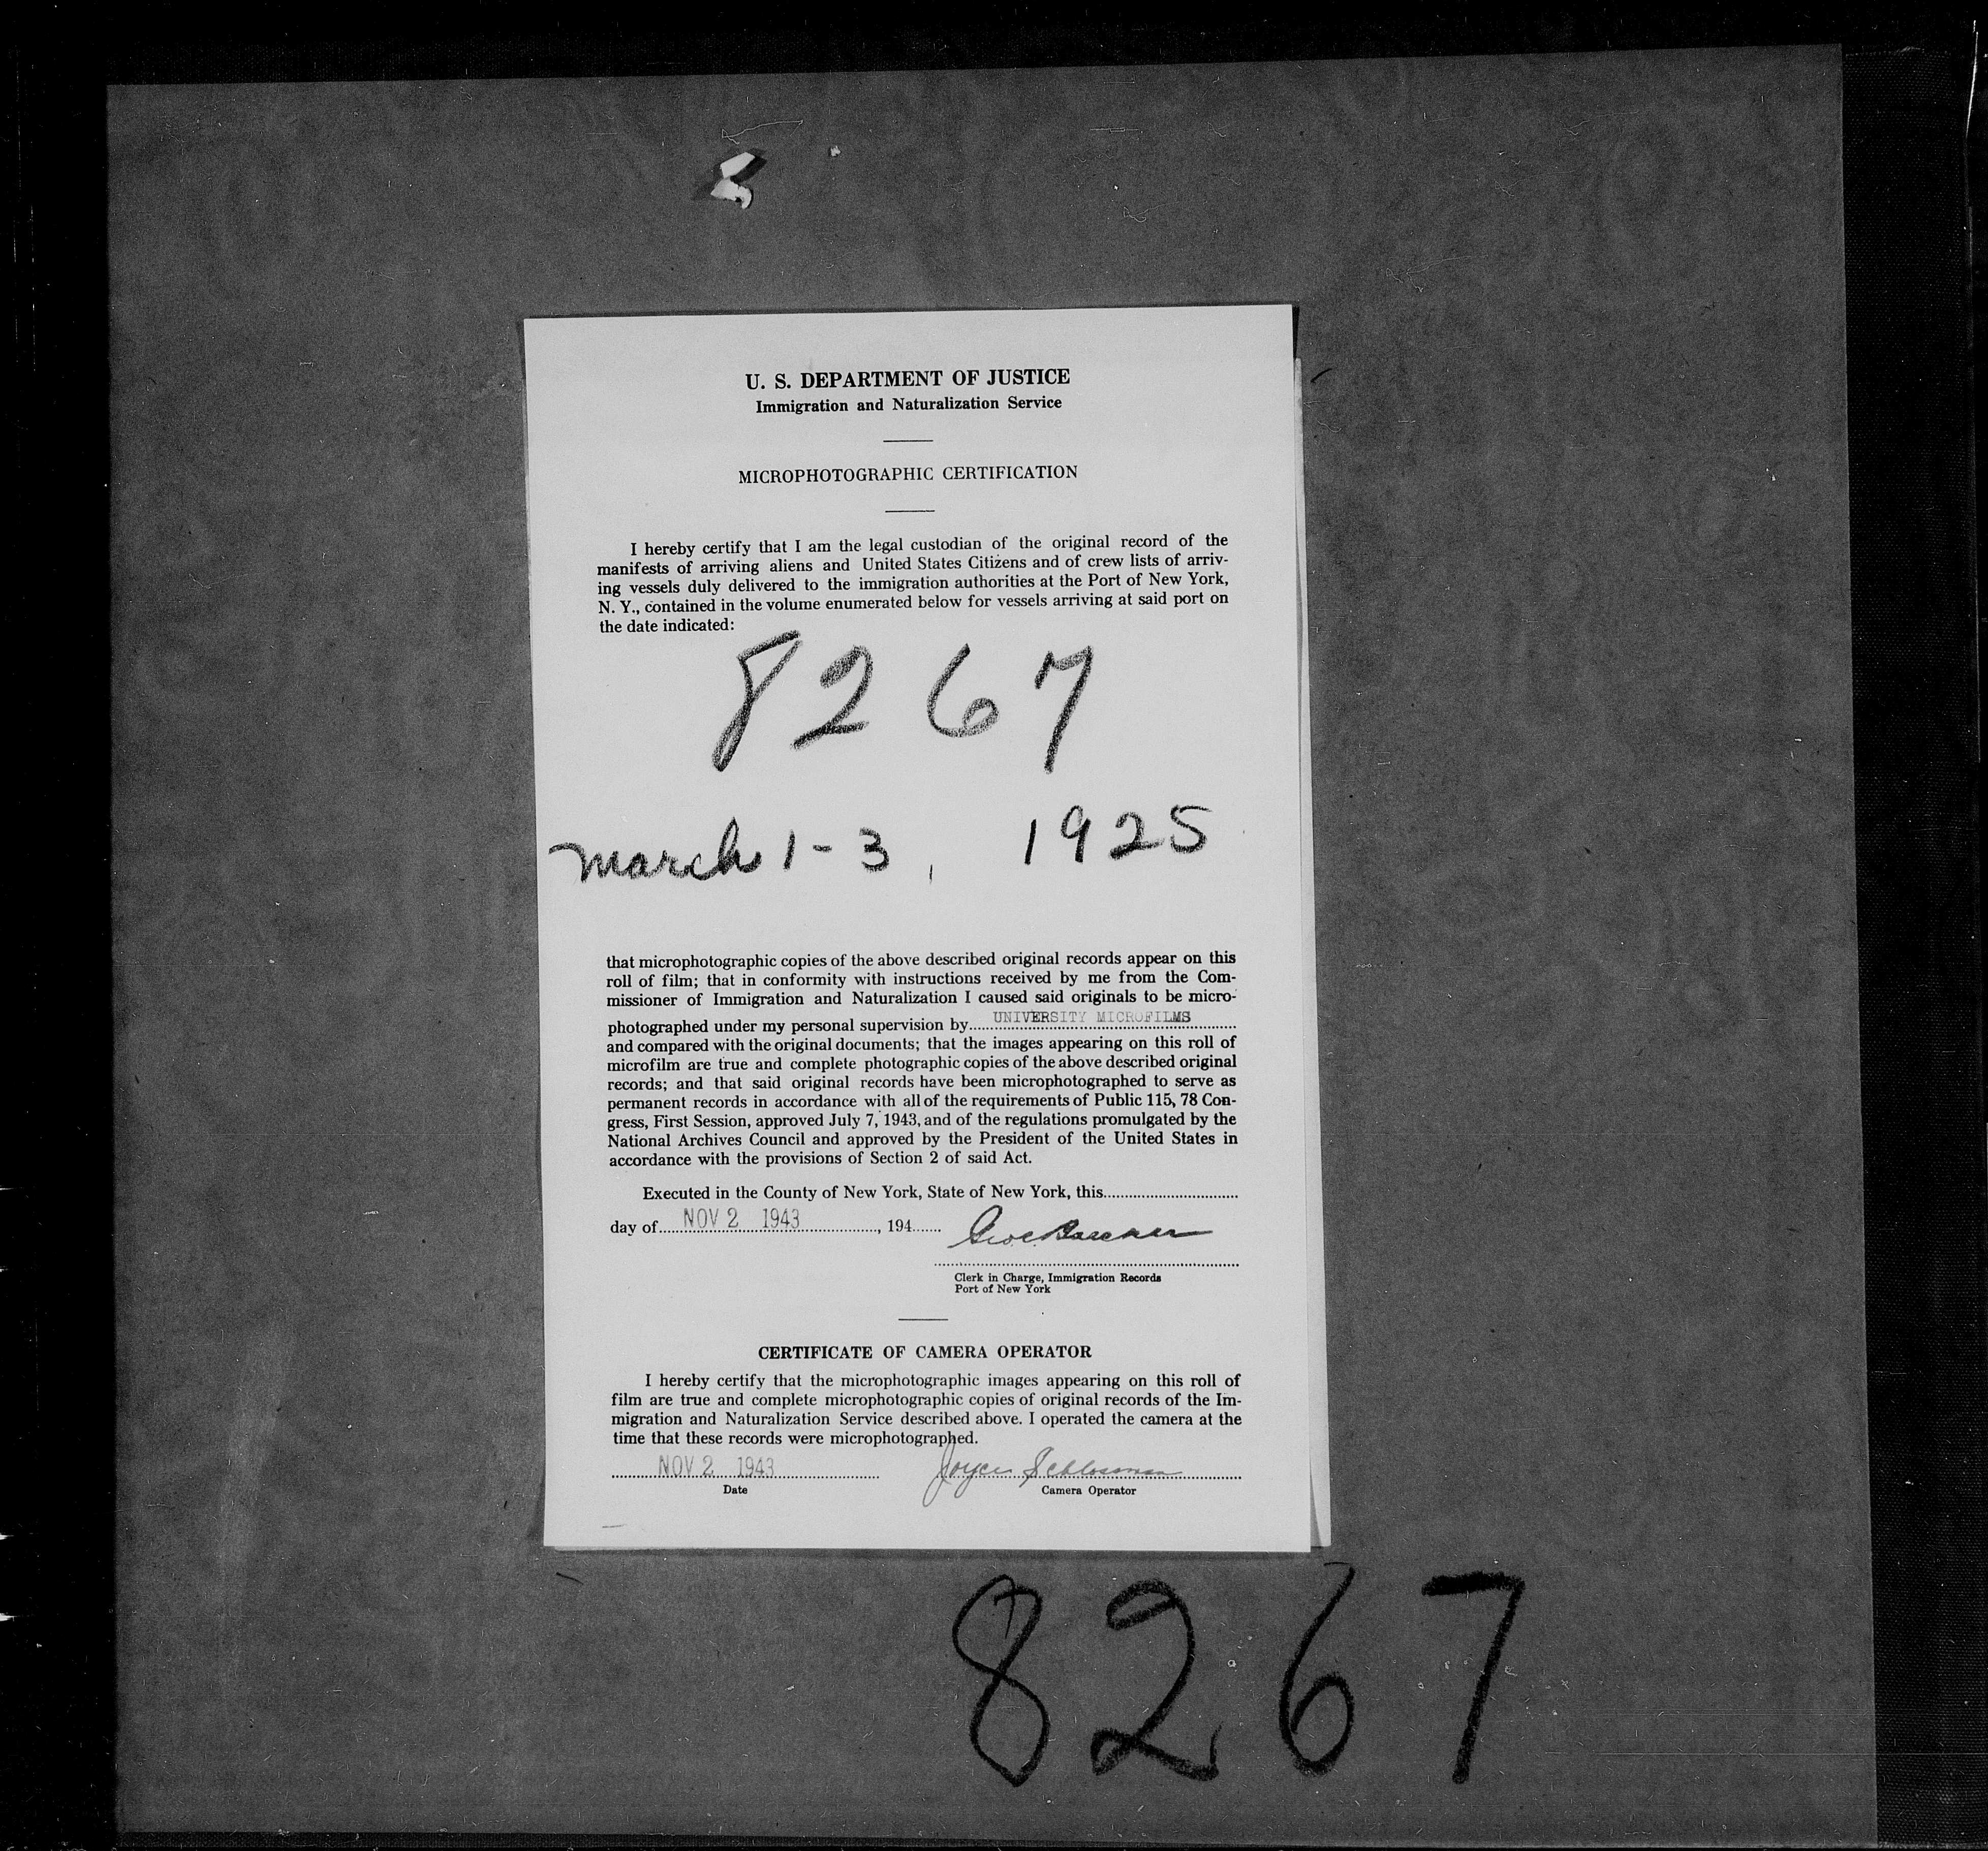 U. S. DEPARTMENT OF JUSTICE
Immigration and Naturalization Service
MICROPHOTOGRAPHIC CERTIFICATION
I hereby certify that I am the legal custodian of the original record of the
manifests of arriving aliens and United States Citizens and of crew lists of arriv-
ing vessels duly delivered to the immigration authorities at the Port of New York,
N. Y., contained in the volume enumerated below for vessels arriving at said port on
the date indicated:
8267
March 1-3, 1925
that microphotographic copies of the above described original records appear on this
roll of film; that in conformity with instructions received by me from the Com-
missioner of Immigration and Naturalization I caused said originals to be micro-
photographed under my personal supervision by UNIVERSITY MICROFILMS
and compared with the original documents; that the images appearing on this roll of
microfilm are true and complete photographic copies of the above described original
records; and that said original records have been microphotographed to serve as
permanent records in accordance with all of the requirements of Public 115, 78 Con-
gress, First Session, approved July 7, 1943, and of the regulations promulgated by the
National Archives Council and approved by the President of the United States in
accordance with the provisions of Section 2 of said Act.
Executed in the County of New York, State of New York, this
day of NOV 2 1943, 194
Clerk in Charge, Immigration Records
Port of New York
CERTIFICATE OF CAMERA OPERATOR
I hereby certify that the microphotographic images appearing on this roll of
film are true and complete microphotographic copies of original records of the Im-
migration and Naturalization Service described above. I operated the camera at the
time that these records were microphotographed.
NOV 2 1943 Joyce Schlossman
Date Camera Operator
8267